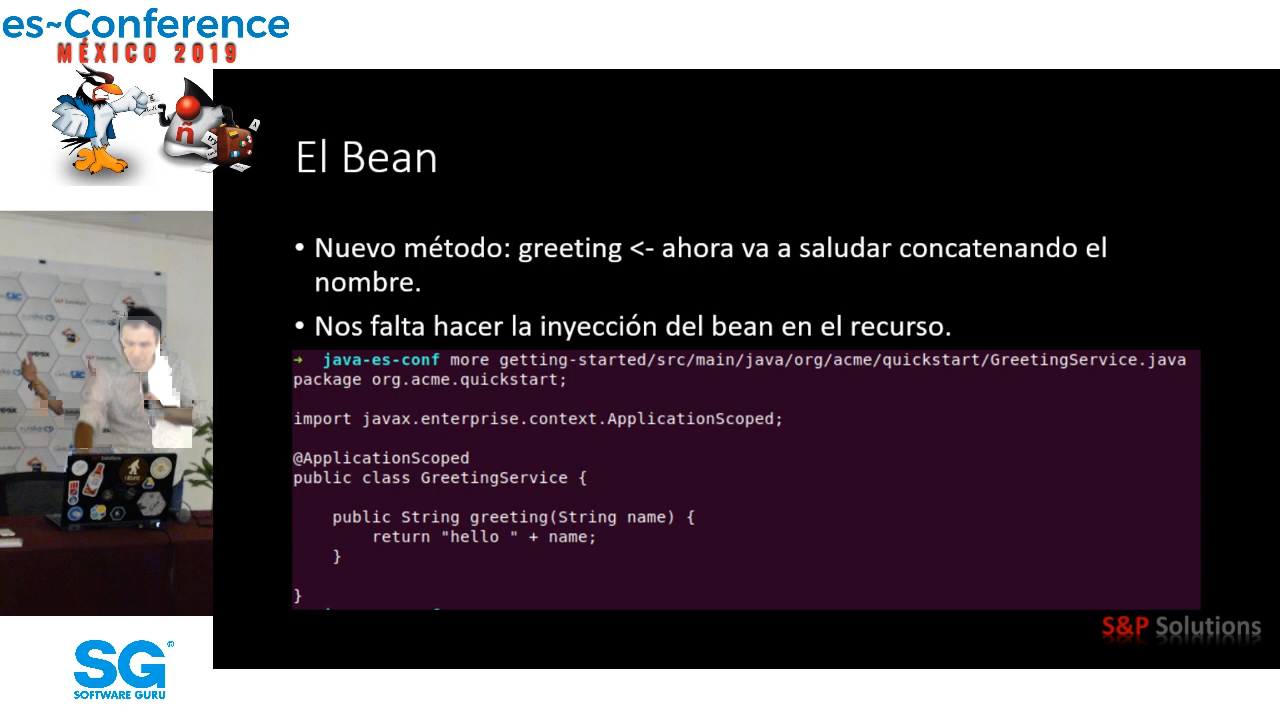 es~Conference
MÉXICO 2019
ñ
El Bean
• Nuevo método: greeting <- ahora va a saludar concatenando el
nombre.
• Nos falta hacer la inyección del bean en el recurso.
→ java-es-conf more getting-started/src/main/java/org/acme/quickstart/GreetingService.java
package org.acme.quickstart;
import javax.enterprise.context.ApplicationScoped;
@ApplicationScoped
public class GreetingService {
public String greeting(String name) {
return "hello " + name;
}
}
S&P Solutions
SG®
SOFTWARE GURU